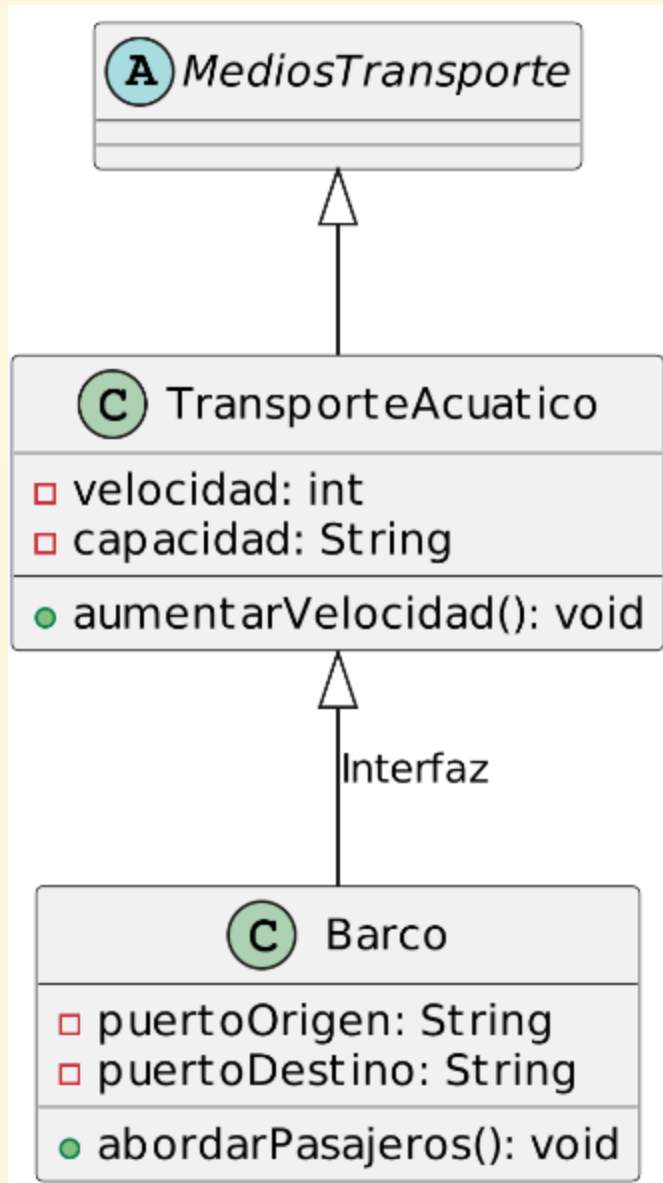 A MediosTransporte
C TransporteAcuatico
velocidad: int
capacidad: String
aumentarVelocidad(): void
Interfaz
C Barco
puertoOrigen: String
puertoDestino: String
abordarPasajeros(): void